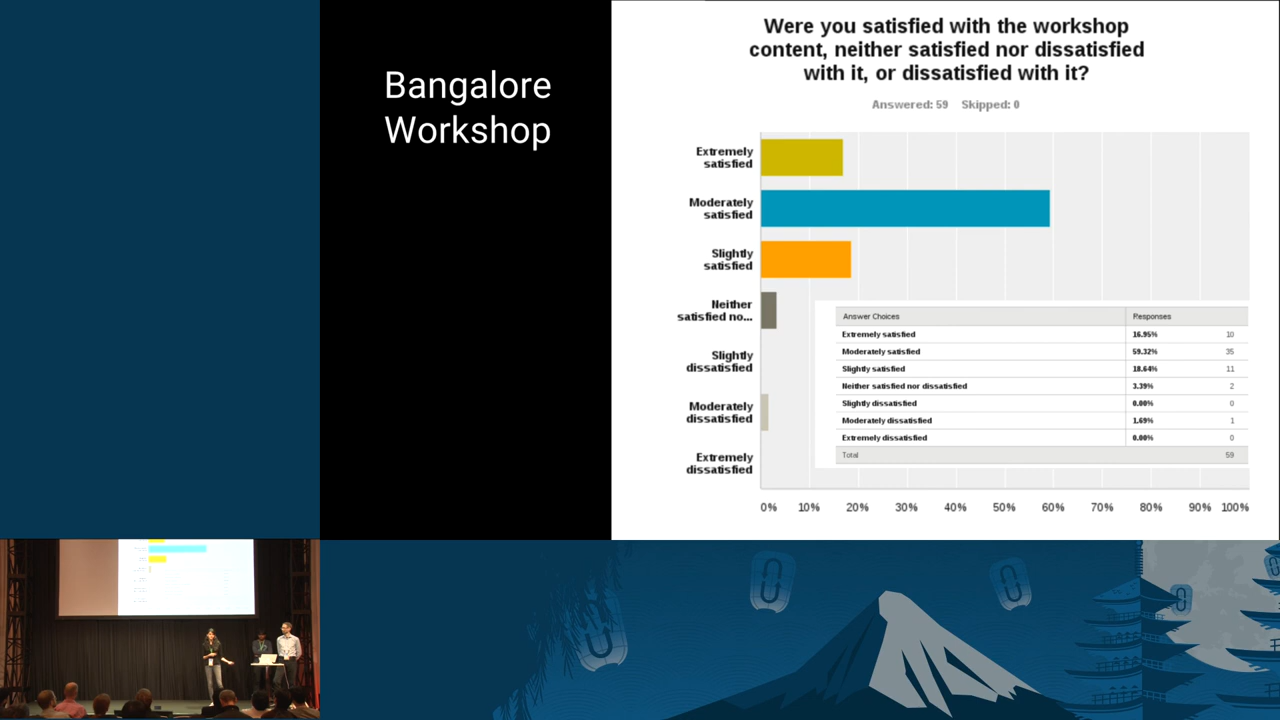 Bangalore
Workshop
Were you satisfied with the workshop
content, neither satisfied nor dissatisfied
with it, or dissatisfied with it?
Answered: 59 Skipped: 0
Extremely
satisfied
Moderately
satisfied
Slightly
satisfied
Neither
satisfied no...
Slightly
dissatisfied
Moderately
dissatisfied
Extremely
dissatisfied
0% 10% 20% 30% 40% 50% 60% 70% 80% 90% 100%
Answer Choices Responses
Extremely satisfied 16.95% 10
Moderately satisfied 59.32% 35
Slightly satisfied 18.64% 11
Neither satisfied nor dissatisfied 3.39% 2
Slightly dissatisfied 0.00% 0
Moderately dissatisfied 1.69% 1
Extremely dissatisfied 0.00% 0
Total 59